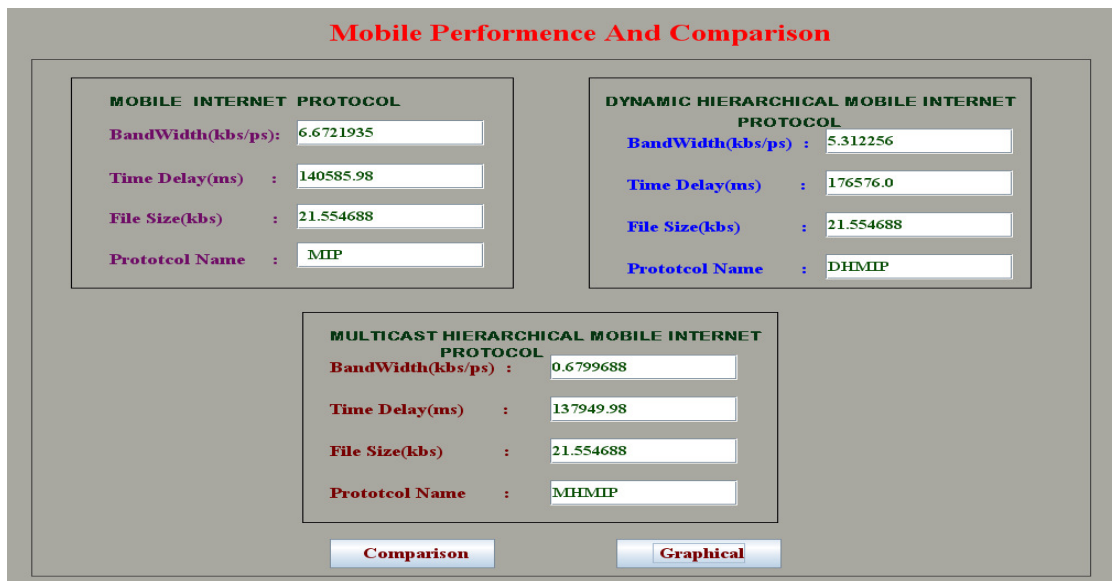 Mobile Performence And Comparison
MOBILE INTERNET PROTOCOL
BandWidth(kbs/ps): 6.6721935
Time Delay(ms) : 140585.98
File Size(kbs) : 21.554688
Prototcol Name : MIP
DYNAMIC HIERARCHICAL MOBILE INTERNET
PROTOCOL
BandWidth(kbs/ps) : 5.312256
Time Delay(ms) : 176576.0
File Size(kbs) : 21.554688
Prototcol Name : DHMIP
MULTICAST HIERARCHICAL MOBILE INTERNET
PROTOCOL
BandWidth(kbs/ps) : 0.6799688
Time Delay(ms) : 137949.98
File Size(kbs) : 21.554688
Prototcol Name : MHMIP
Comparison
Graphical